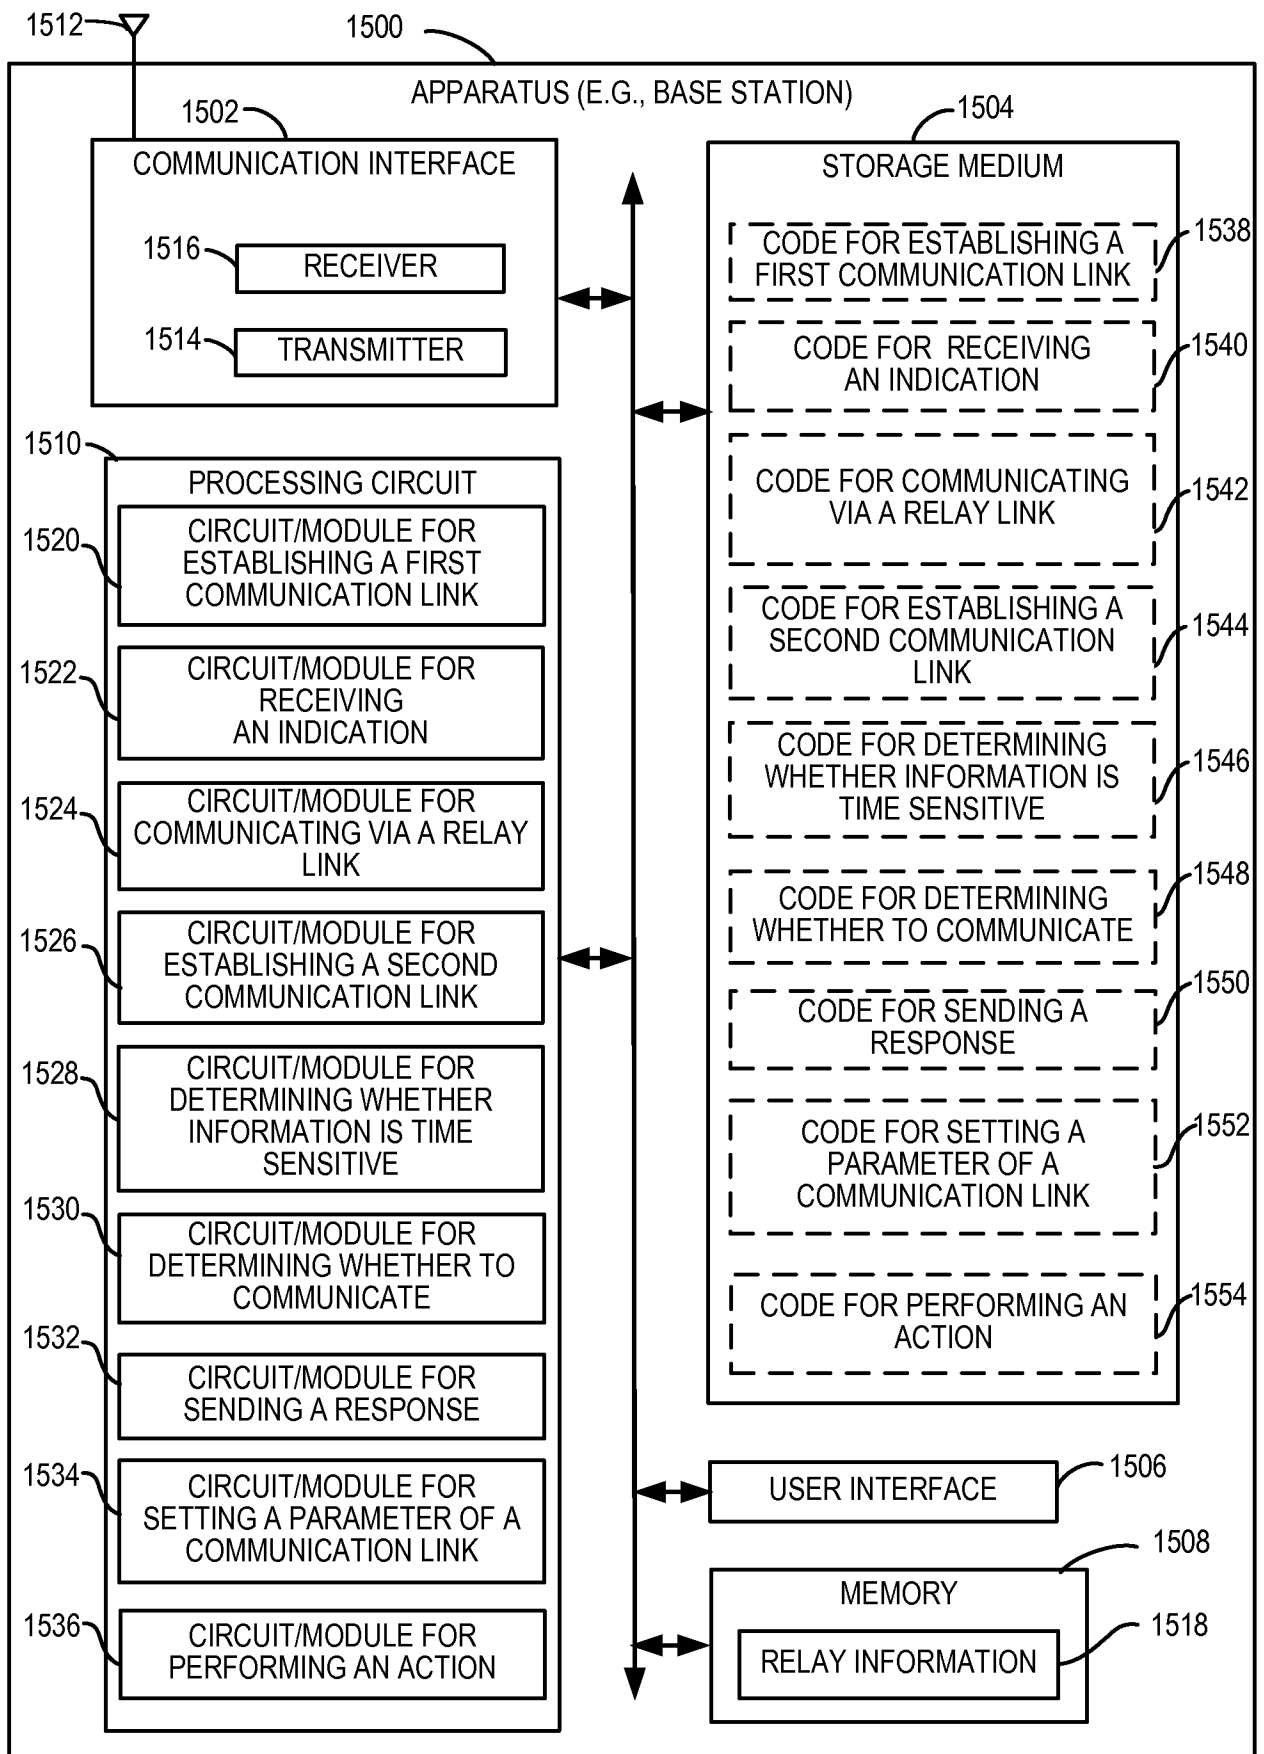 1512
1500
APPARATUS (E.G., BASE STATION)
1502
COMMUNICATION INTERFACE
1516
RECEIVER
1514
TRANSMITTER
1510
PROCESSING CIRCUIT
1520
CIRCUIT/MODULE FOR
ESTABLISHING A FIRST
COMMUNICATION LINK
1522
CIRCUIT/MODULE FOR
RECEIVING
AN INDICATION
1524
CIRCUIT/MODULE FOR
COMMUNICATING VIA A RELAY
LINK
1526
CIRCUIT/MODULE FOR
ESTABLISHING A SECOND
COMMUNICATION LINK
1528
CIRCUIT/MODULE FOR
DETERMINING WHETHER
INFORMATION IS TIME
SENSITIVE
1530
CIRCUIT/MODULE FOR
DETERMINING WHETHER TO
COMMUNICATE
1532
CIRCUIT/MODULE FOR
SENDING A RESPONSE
1534
CIRCUIT/MODULE FOR
SETTING A PARAMETER OF A
COMMUNICATION LINK
1536
CIRCUIT/MODULE FOR
PERFORMING AN ACTION
1504
STORAGE MEDIUM
CODE FOR ESTABLISHING A
FIRST COMMUNICATION LINK
1538
CODE FOR RECEIVING
AN INDICATION
1540
CODE FOR COMMUNICATING
VIA A RELAY LINK
1542
CODE FOR ESTABLISHING A
SECOND COMMUNICATION
LINK
1544
CODE FOR DETERMINING
WHETHER INFORMATION IS
TIME SENSITIVE
1546
CODE FOR DETERMINING
WHETHER TO COMMUNICATE
1548
CODE FOR SENDING A
RESPONSE
1550
CODE FOR SETTING A
PARAMETER OF A
COMMUNICATION LINK
1552
CODE FOR PERFORMING AN
ACTION
1554
USER INTERFACE
1506
1508
MEMORY
RELAY INFORMATION
1518